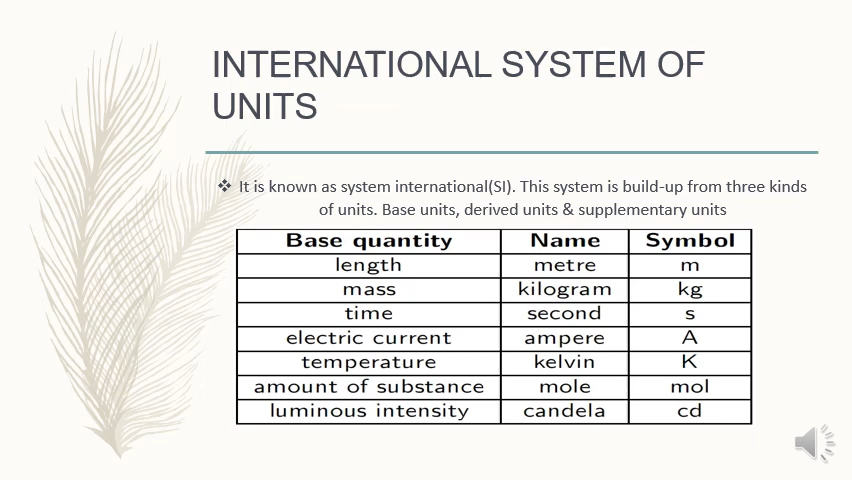 INTERNATIONAL SYSTEM OF
UNITS
❖ It is known as system international(SI). This system is build-up from three kinds
of units. Base units, derived units & supplementary units
Base quantity Name Symbol
length metre m
mass kilogram kg
time second s
electric current ampere A
temperature kelvin K
amount of substance mole mol
luminous intensity candela cd